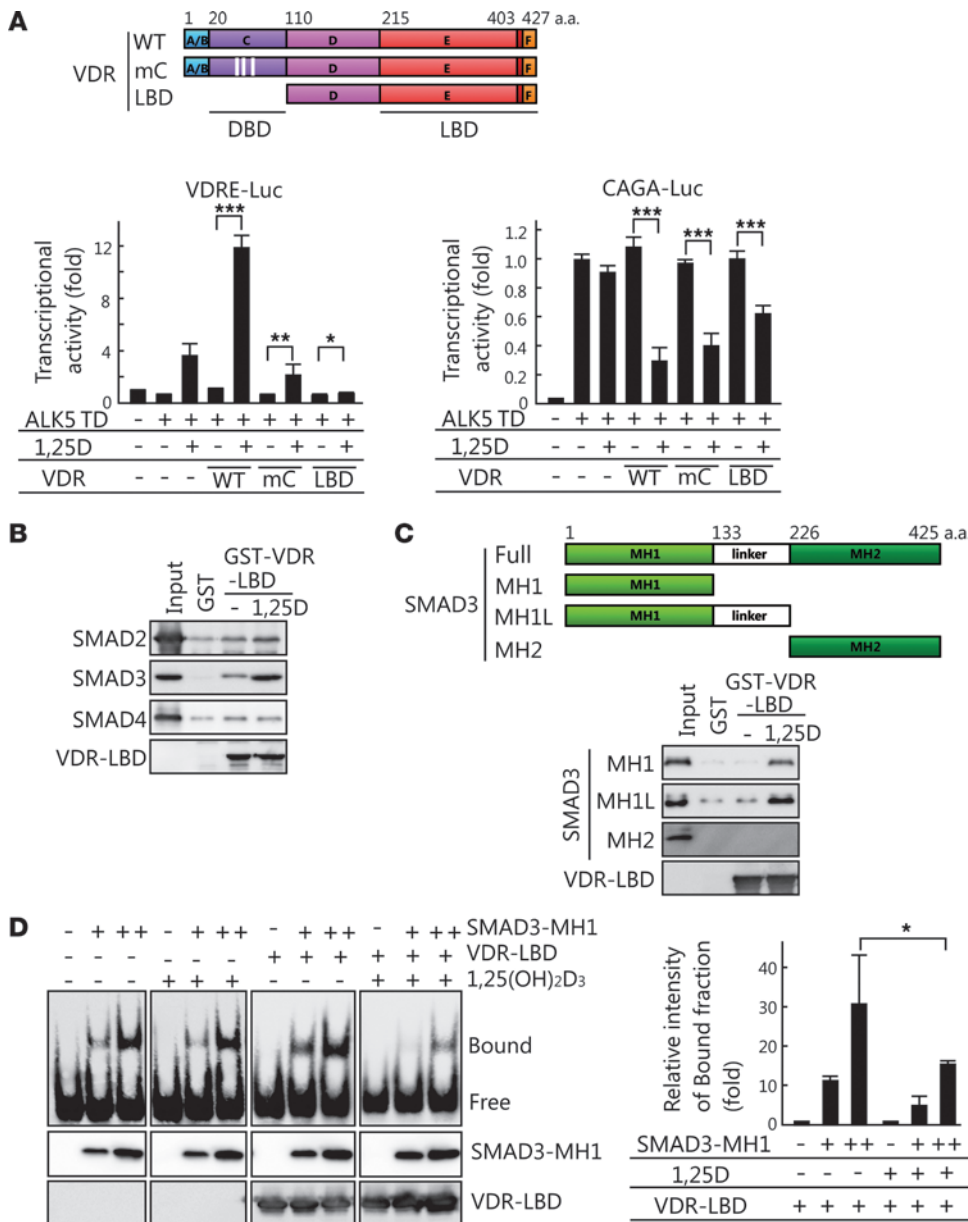 A
1 20 110 215 403 427 a.a.
VDR
WT A/B C D E F
mC A/B D E F
LBD D E F
DBD LBD
VDRE-Luc
Transcriptional activity (fold)
12
8
4
0
***
**
*
ALK5 TD - + + + + + + + +
1,25D - - + - + - + - +
VDR - - - WT mC LBD
CAGA-Luc
Transcriptional activity (fold)
1.2
1.0
0.8
0.6
0.4
0.2
0
***
***
***
ALK5 TD - + + + + + + + +
1,25D - - + - + - + - +
VDR - - - WT mC LBD
B
Input GST GST-VDR
-LBD
- 1,25D
SMAD2
SMAD3
SMAD4
VDR-LBD
C
1 133 226 425 a.a.
SMAD3
Full MH1 linker MH2
MH1 MH1
MH1L MH1 linker
MH2 MH2
Input GST GST-VDR
-LBD
- 1,25D
SMAD3
MH1
MH1L
MH2
VDR-LBD
D
- + ++ - + ++ - + ++ - + ++ SMAD3-MH1
+ + + + + + VDR-LBD
+ + + + + + 1,25(OH)₂D₃
Bound
Free
SMAD3-MH1
VDR-LBD
Relative intensity
of Bound fraction
(fold)
40
30
20
10
0
*
SMAD3-MH1 - + ++ - + ++
1,25D - - - + + +
VDR-LBD + + + + + +